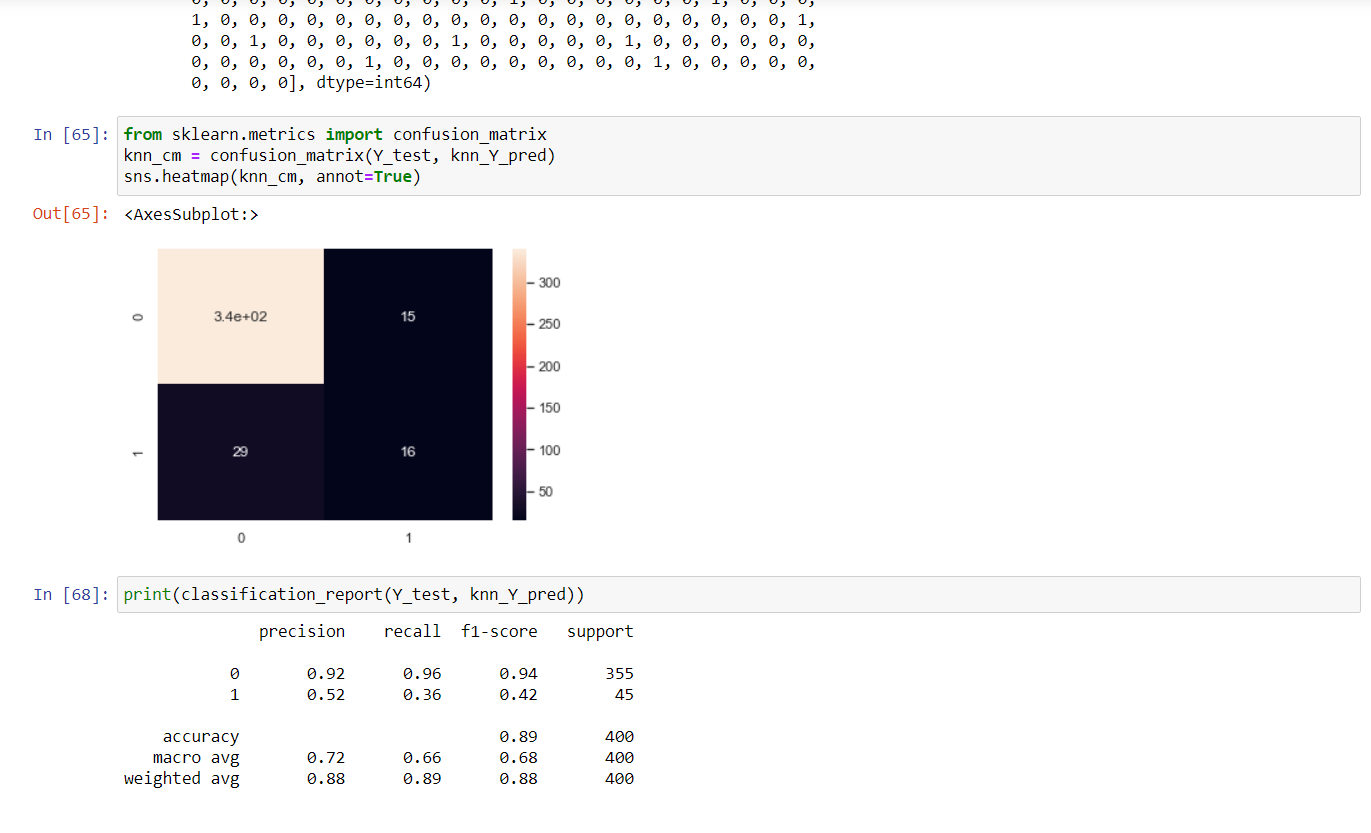 1, 0, 0, 0, 0, 0, 0, 0, 0, 0, 0, 0, 0, 0, 0, 0, 0, 0, 0, 0, 0, 1,
0, 0, 1, 0, 0, 0, 0, 0, 0, 1, 0, 0, 0, 0, 0, 1, 0, 0, 0, 0, 0, 0,
0, 0, 0, 0, 0, 0, 1, 0, 0, 0, 0, 0, 0, 0, 0, 0, 1, 0, 0, 0, 0, 0,
0, 0, 0, 0], dtype=int64)
In [65]:
from sklearn.metrics import confusion_matrix
knn_cm = confusion_matrix(Y_test, knn_Y_pred)
sns.heatmap(knn_cm, annot=True)
Out[65]: <AxesSubplot:>
300
0 3.4e+02 15
250
200
150
100
1 29 16
50
0 1
In [68]: print(classification_report(Y_test, knn_Y_pred))
precision recall f1-score support
0 0.92 0.96 0.94 355
1 0.52 0.36 0.42 45
accuracy 0.89 400
macro avg 0.72 0.66 0.68 400
weighted avg 0.88 0.89 0.88 400